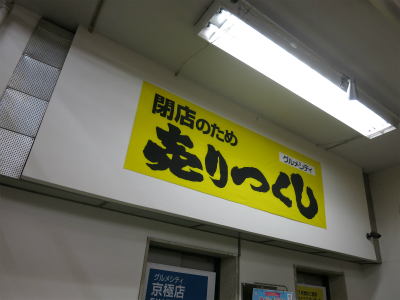 閉店のため
グルメシティ
売りつくし
グルメシティ
京極店